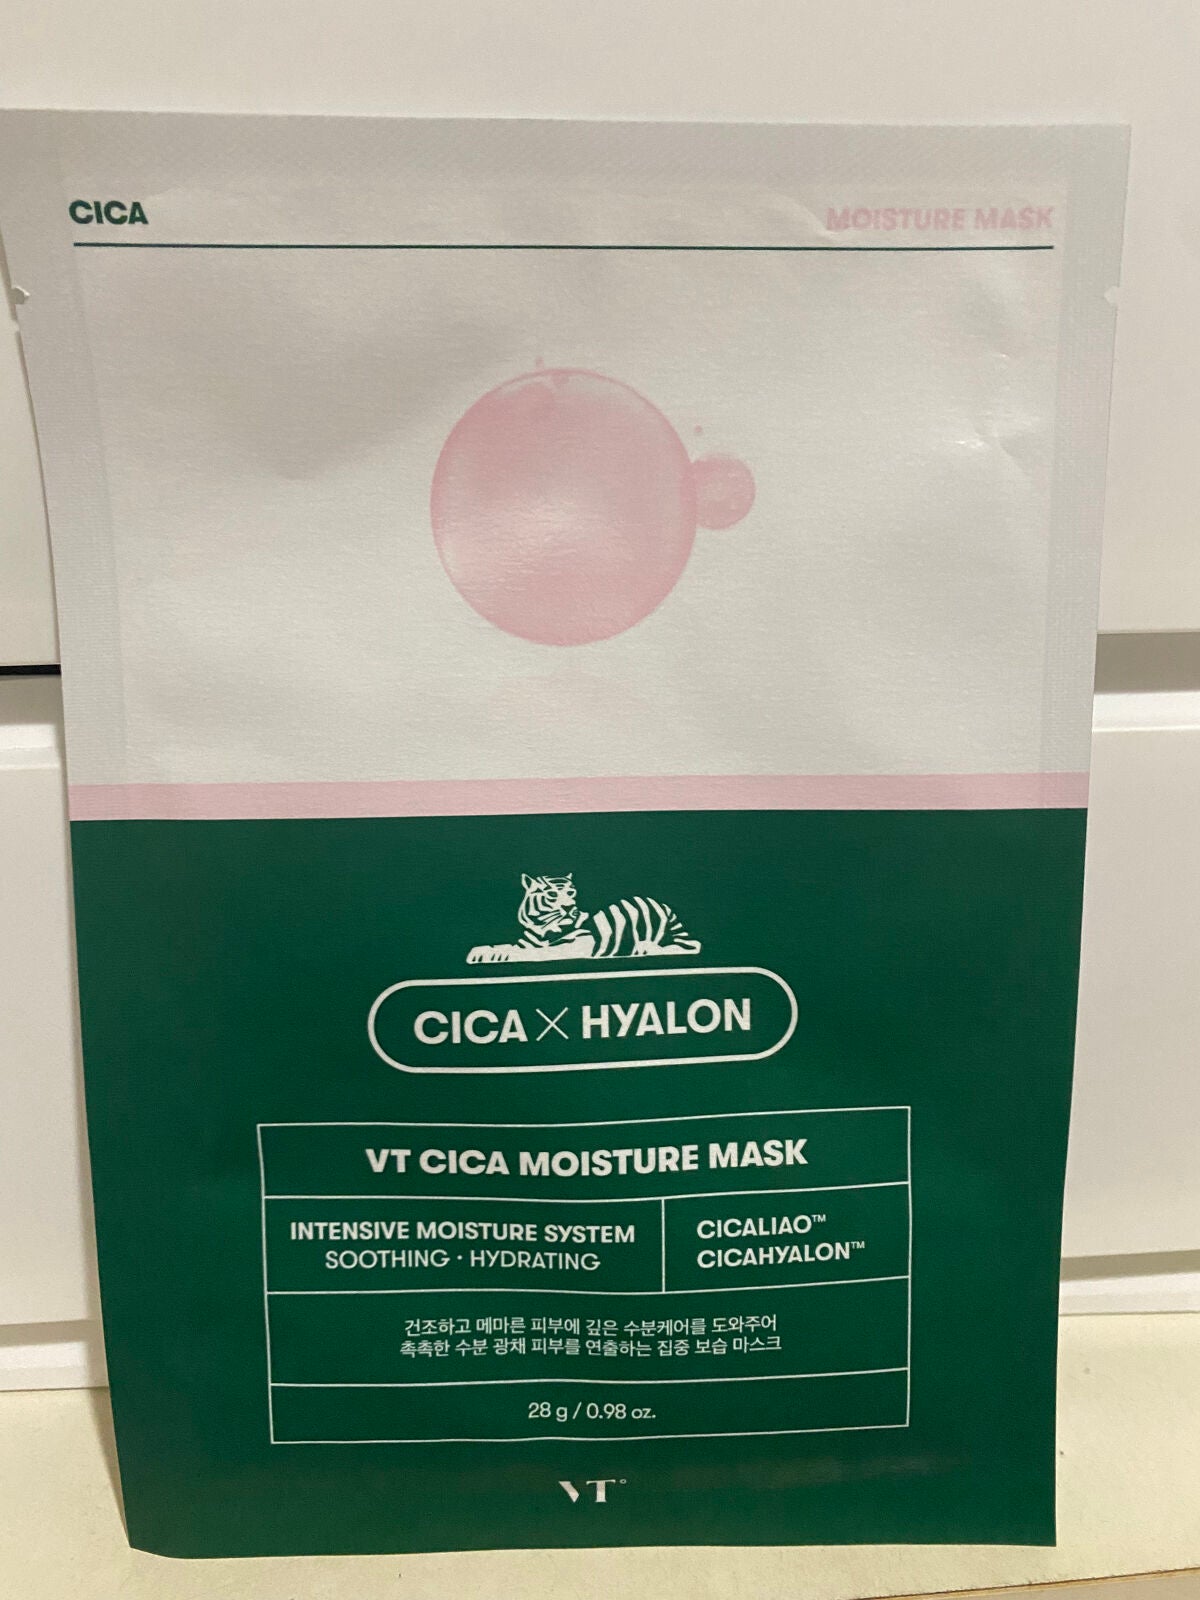 CICA
MOISTURE MASK
CICA X HYALON
VT CICA MOISTURE MASK
INTENSIVE MOISTURE SYSTEM
SOOTHING · HYDRATING
CICALIAO™
CICAHYALON™
건조하고 메마른 피부에 깊은 수분케어를 도와주어
촉촉한 수분 광채 피부를 연출하는 집중 보습 마스크
28 g / 0.98 oz.
VT°